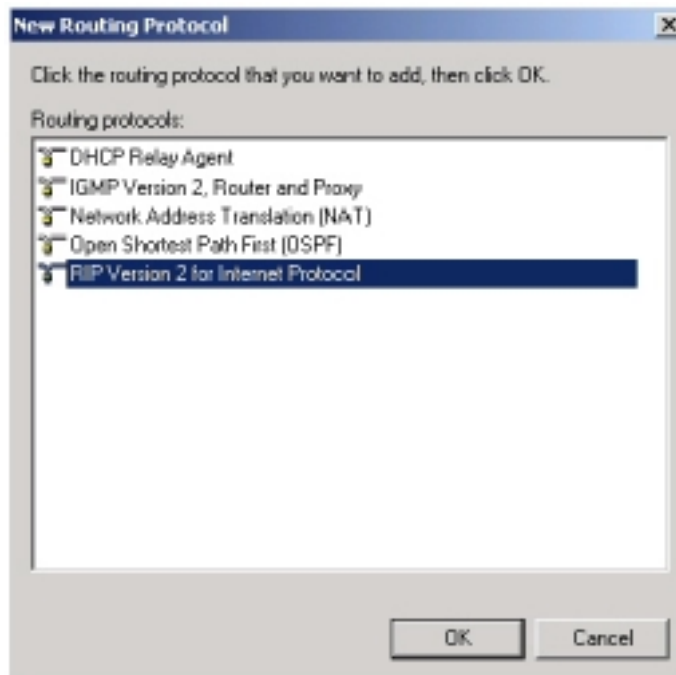 New Routing Protocol
Click the routing protocol that you want to add, then click OK.
Routing protocols:
DHCP Relay Agent
IGMP Version 2, Router and Proxy
Network Address Translation (NAT)
Open Shortest Path First (OSPF)
RIP Version 2 for Internet Protocol
OK
Cancel